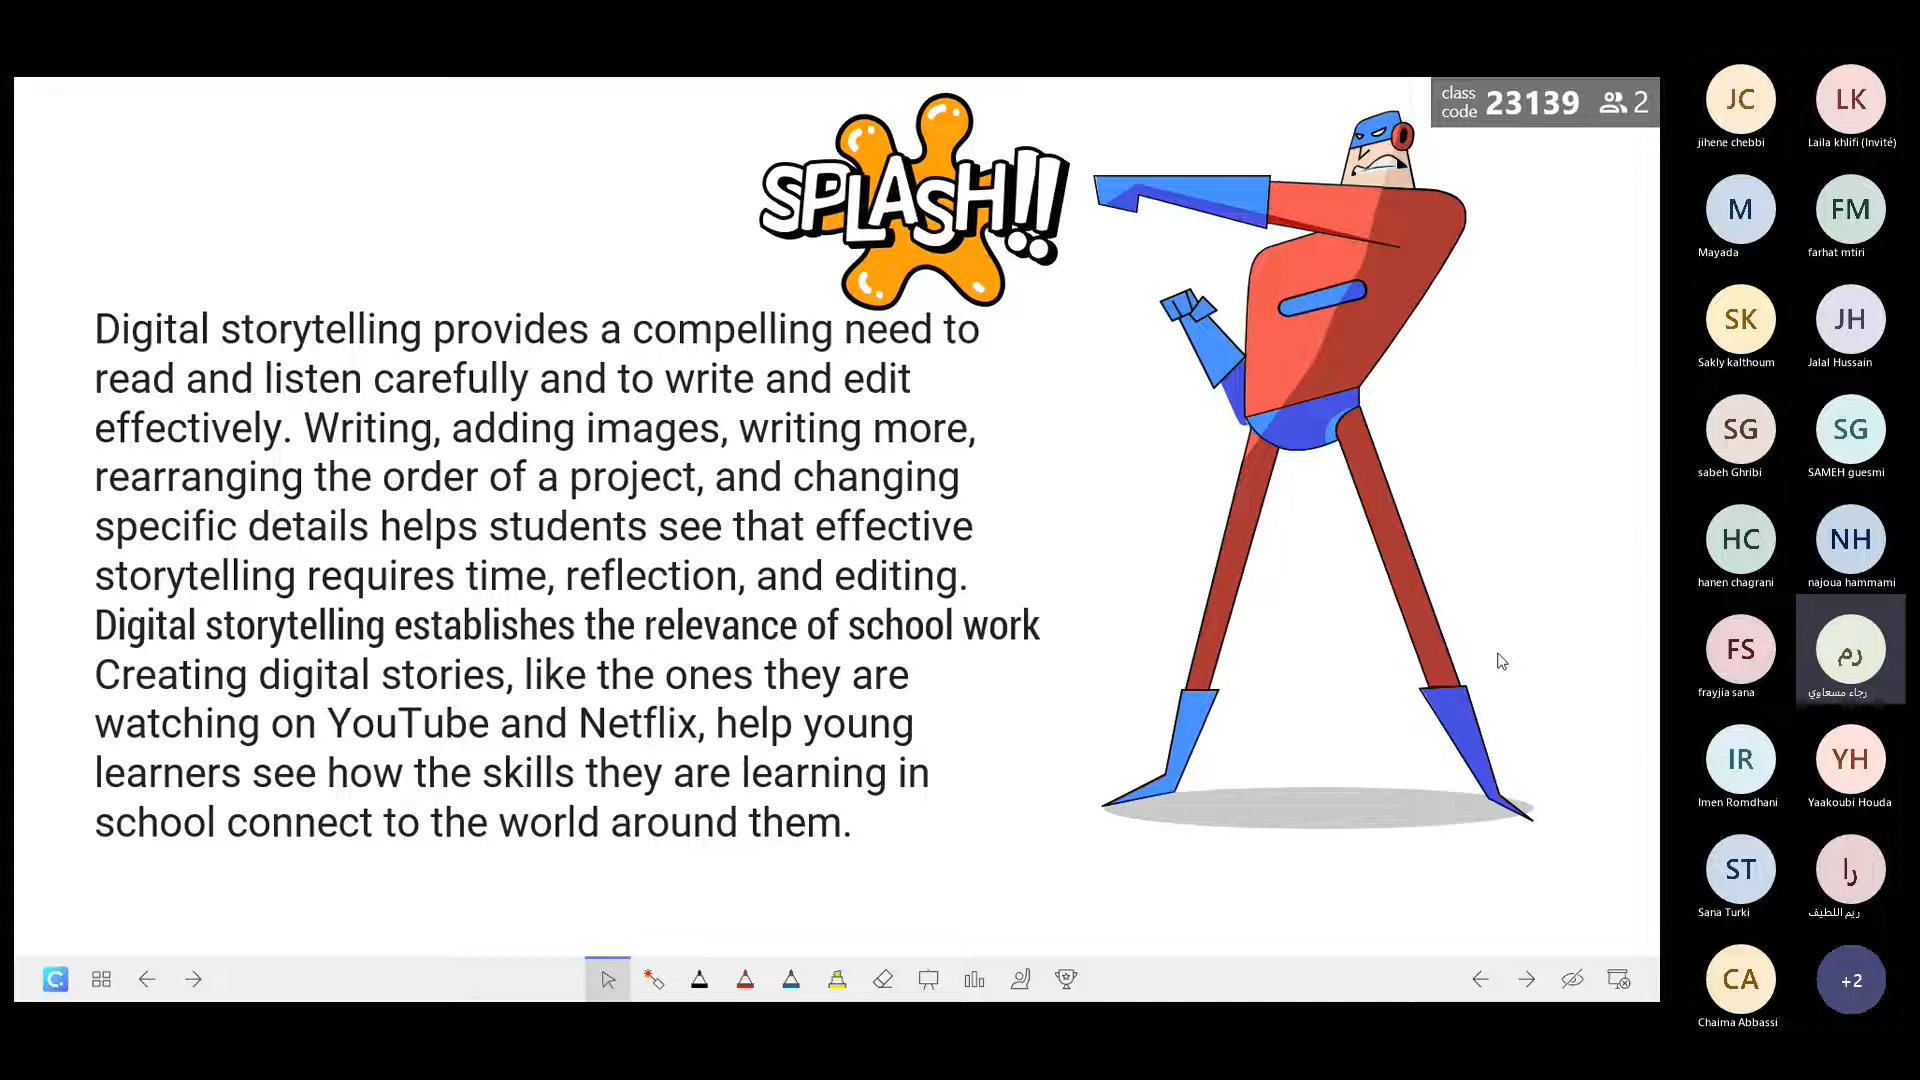 SPLASH!!
class code 23139 2
Digital storytelling provides a compelling need to
read and listen carefully and to write and edit
effectively. Writing, adding images, writing more,
rearranging the order of a project, and changing
specific details helps students see that effective
storytelling requires time, reflection, and editing.
Digital storytelling establishes the relevance of school work
Creating digital stories, like the ones they are
watching on YouTube and Netflix, help young
learners see how the skills they are learning in
school connect to the world around them.
JC
jihene chebbi
LK
Laila khlifi (Invité)
M
Mayada
FM
farhat mtiri
SK
Sakly kalthoum
JH
Jalal Hussain
SG
sabeh Ghribi
SG
SAMEH guesmi
HC
hanen chagrani
NH
najoua hammami
FS
frayjia sana
رم
رجاء مسعاوي
IR
Imen Romdhani
YH
Yaakoubi Houda
ST
Sana Turki
را
ريم اللطيف
CA
Chaima Abbassi
+2